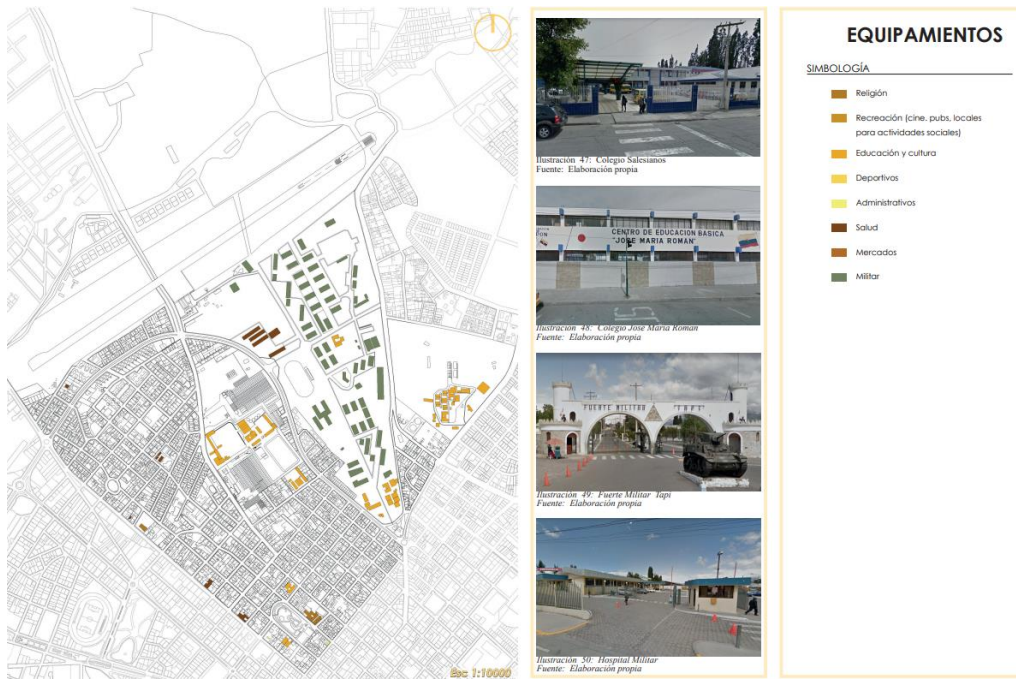 Esc 1:10000
Ilustración 47: Colegio Salesianos
Fuente: Elaboración propia
CENTRO DE EDUCACION BASICA
"JOSE MARIA ROMAN"
Ilustración 48: Colegio Jose Maria Roman
Fuente: Elaboración propia
FUERTE MILITAR "TAPI"
Ilustración 49: Fuerte Militar Tapi
Fuente: Elaboración propia
Ilustración 50: Hospital Militar
Fuente: Elaboración propia
EQUIPAMIENTOS
SIMBOLOGÍA
Religión
Recreación (cine, pubs, locales
para actividades sociales)
Educación y cultura
Deportivos
Administrativos
Salud
Mercados
Militar